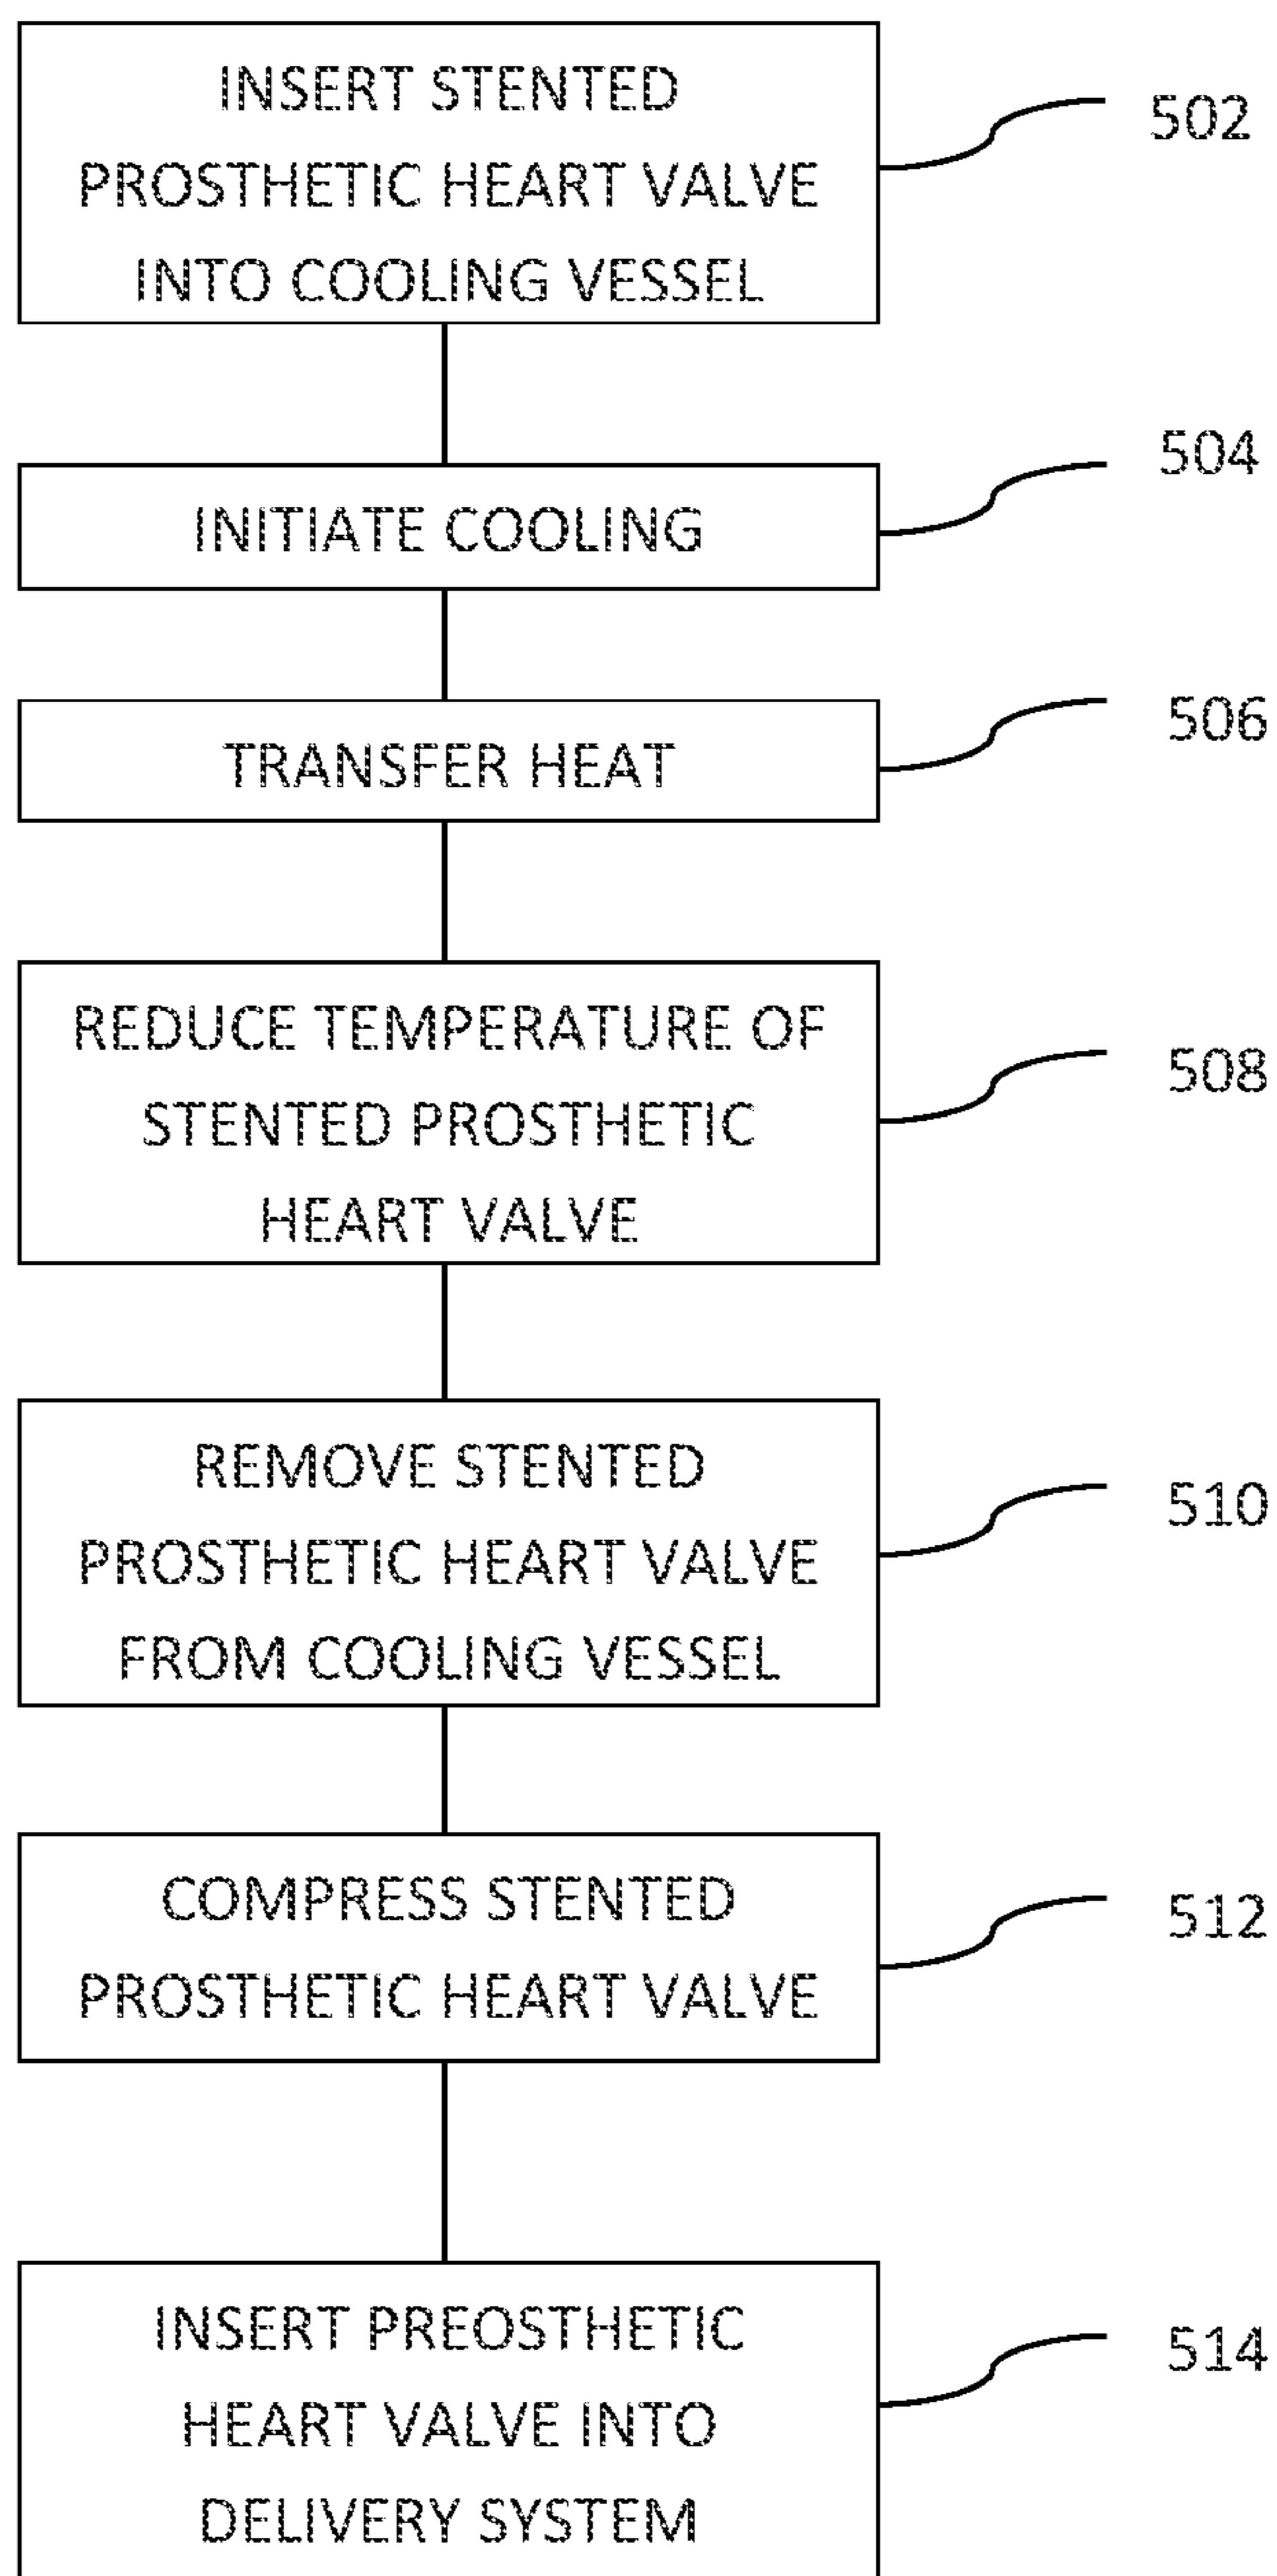 INSERT STENTED
PROSTHETIC HEART VALVE
INTO COOLING VESSEL
502
INITIATE COOLING
504
TRANSFER HEAT
506
REDUCE TEMPERATURE OF
STENTED PROSTHETIC
HEART VALVE
508
REMOVE STENTED
PROSTHETIC HEART VALVE
FROM COOLING VESSEL
510
COMPRESS STENTED
PROSTHETIC HEART VALVE
512
INSERT PREOSTHETIC
HEART VALVE INTO
DELIVERY SYSTEM
514